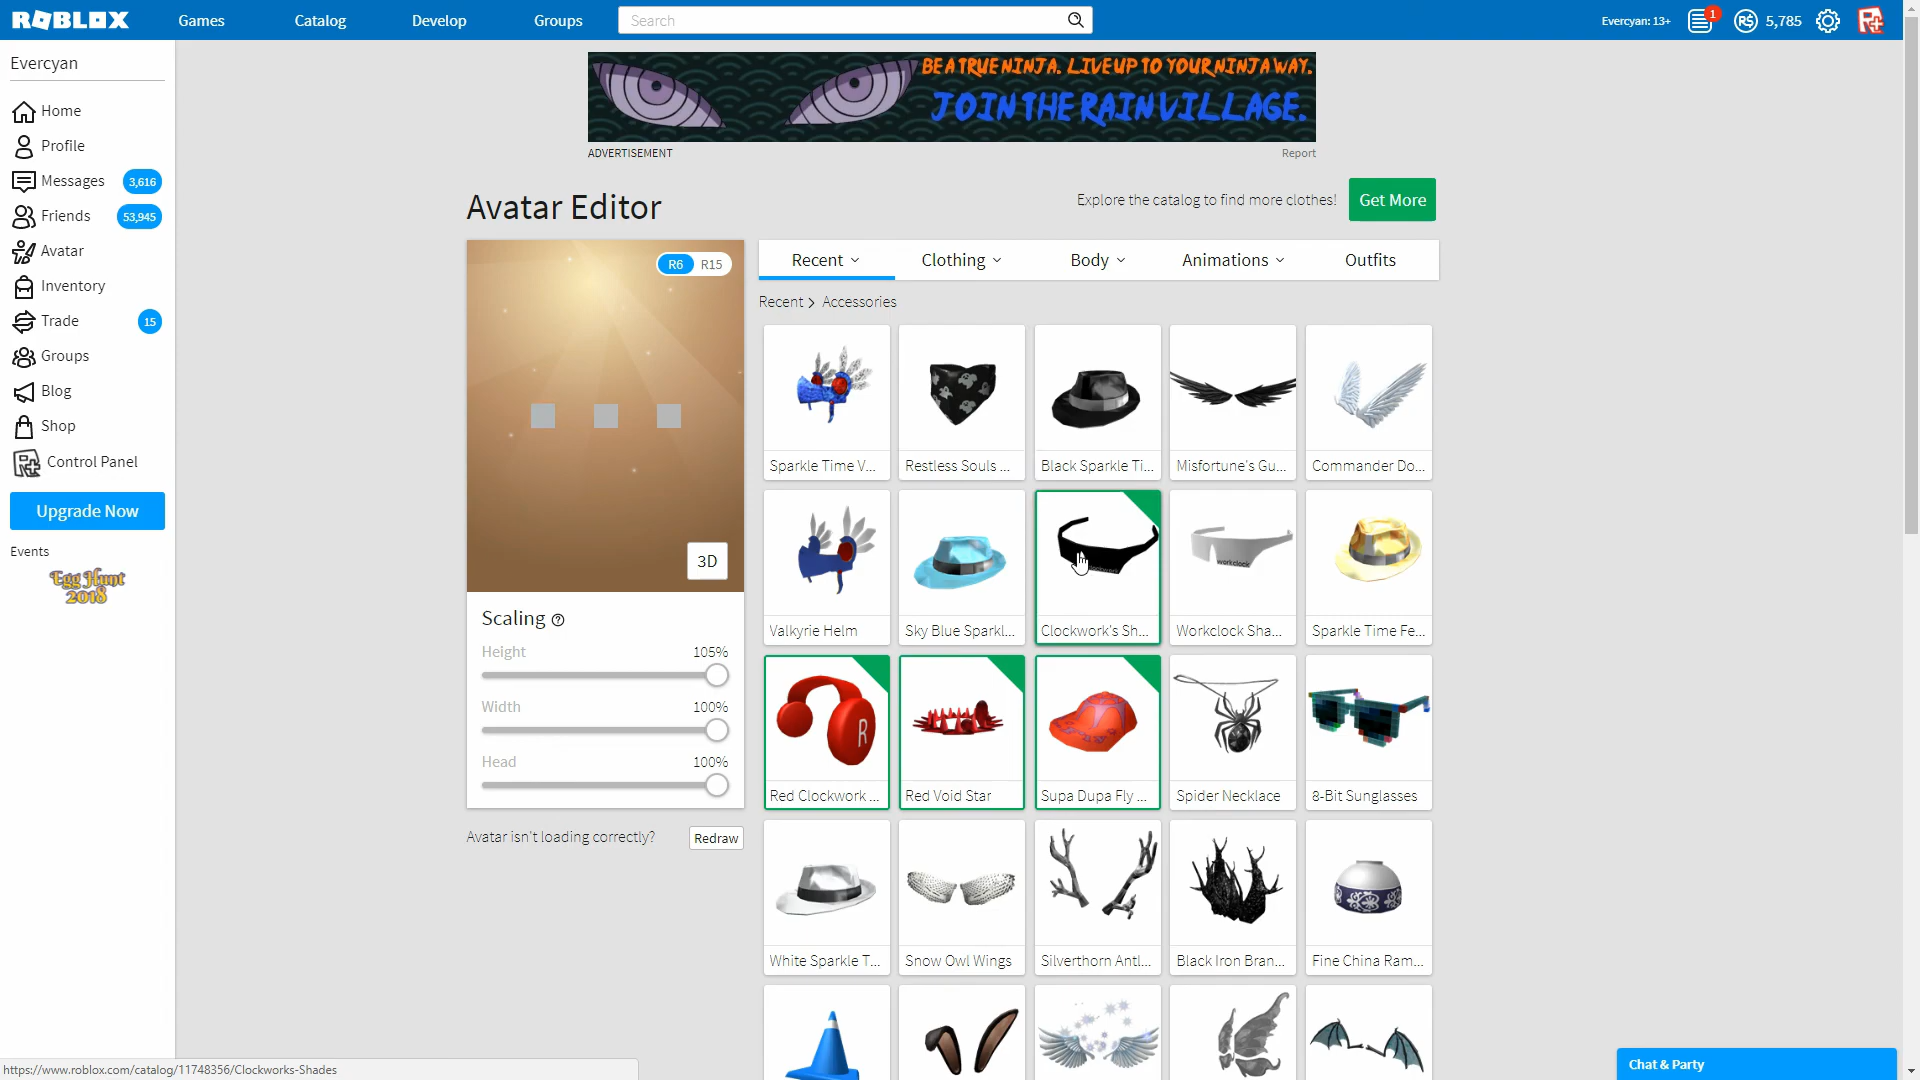 ROBLOX
Games
Catalog
Develop
Groups
Search
Evercyan: 13+
1
R$
5,785
Evercyan
Home
Profile
Messages
3,616
Friends
53,945
Avatar
Inventory
Trade
15
Groups
Blog
Shop
Control Panel
Upgrade Now
Events
Egg Hunt
2018
BE A TRUE NINJA. LIVE UP TO YOUR NINJA WAY.
JOIN THE RAIN VILLAGE.
ADVERTISEMENT
Report
Avatar Editor
Explore the catalog to find more clothes!
Get More
R6
R15
3D
Scaling
Height
105%
Width
100%
Head
100%
Avatar isn't loading correctly?
Redraw
Recent
Clothing
Body
Animations
Outfits
Recent > Accessories
Sparkle Time V...
Restless Souls ...
Black Sparkle Ti...
Misfortune's Gu...
Commander Do...
workclock
Valkyrie Helm
Sky Blue Sparkl...
Clockwork's Sh...
Workclock Sha...
Sparkle Time Fe...
R
Red Clockwork ...
Red Void Star
Supa Dupa Fly ...
Spider Necklace
8-Bit Sunglasses
White Sparkle T...
Snow Owl Wings
Silverthorn Antl...
Black Iron Bran...
Fine China Ram...
https://www.roblox.com/catalog/11748356/Clockworks-Shades
Chat & Party